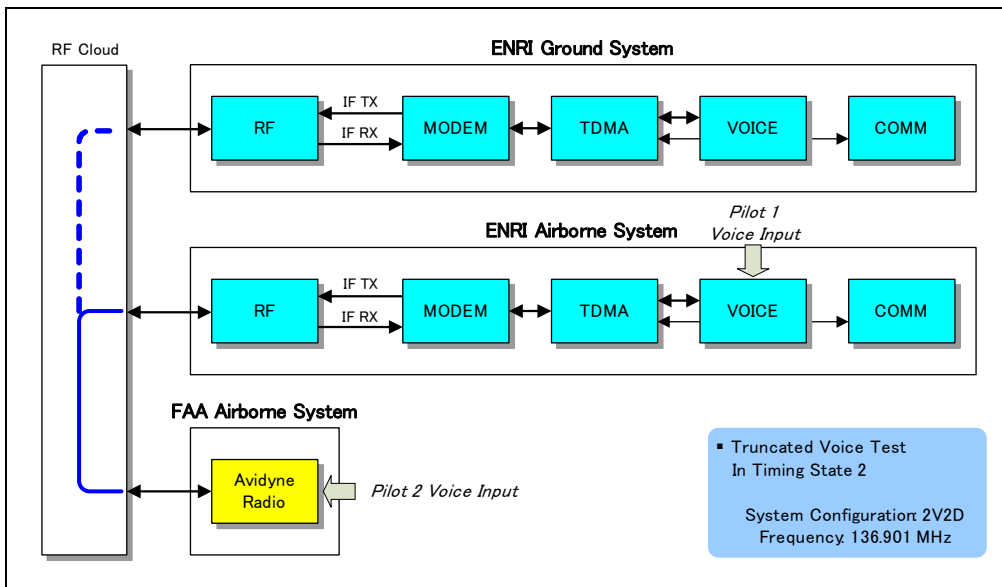 RF Cloud
ENRI Ground System
RF
IF TX
IF RX
MODEM
TDMA
VOICE
COMM
Pilot 1
Voice Input
ENRI Airborne System
RF
IF TX
IF RX
MODEM
TDMA
VOICE
COMM
FAA Airborne System
Avidyne
Radio
Pilot 2 Voice Input
▪ Truncated Voice Test
In Timing State 2
System Configuration: 2V2D
Frequency: 136.901 MHz